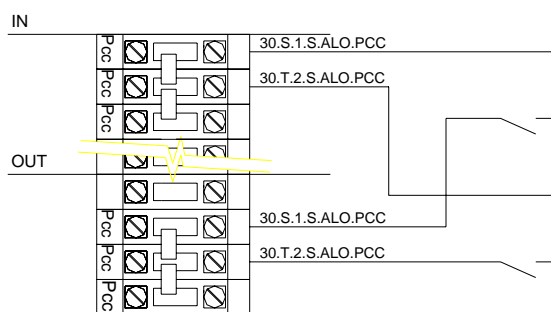 IN
Pcc 30.S.1.S.ALO.PCC
Pcc 30.T.2.S.ALO.PCC
Pcc
OUT
Pcc 30.S.1.S.ALO.PCC
Pcc 30.T.2.S.ALO.PCC
Pcc